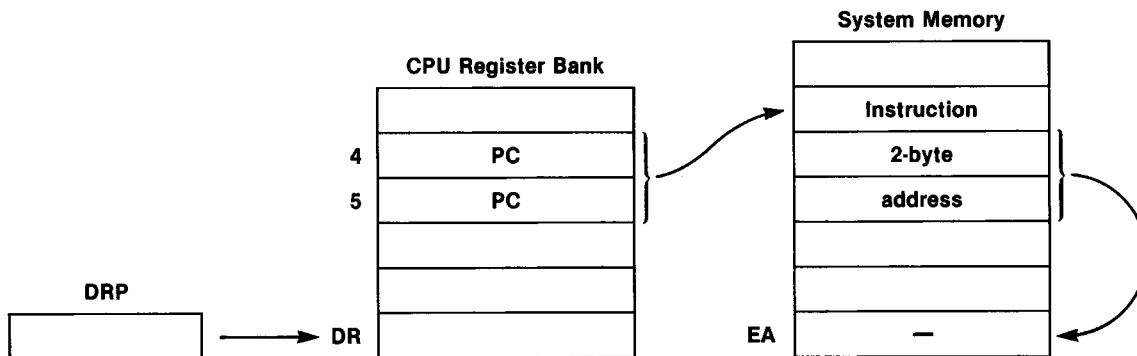 System Memory
CPU Register Bank
Instruction
4 PC 2-byte
5 PC address
DRP
DR EA —